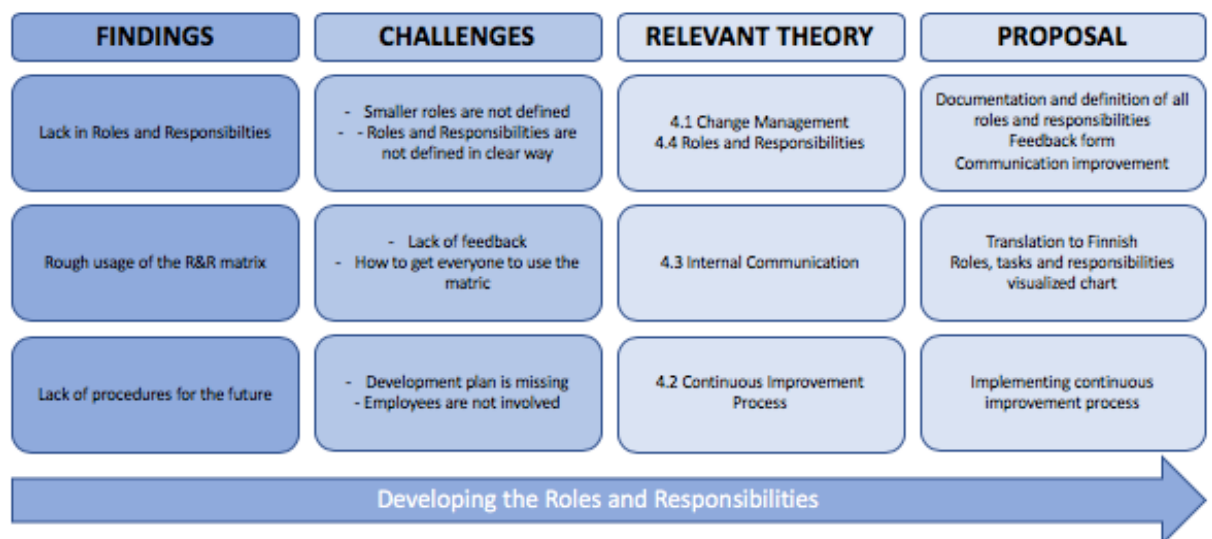 FINDINGS
CHALLENGES
RELEVANT THEORY
PROPOSAL
Lack in Roles and Responsibilties
- Smaller roles are not defined
- - Roles and Responsibilities are
not defined in clear way
4.1 Change Management
4.4 Roles and Responsibilities
Documentation and definition of all
roles and responsibilities
Feedback form
Communication improvement
Rough usage of the R&R matrix
- Lack of feedback
- How to get everyone to use the
matric
4.3 Internal Communication
Translation to Finnish
Roles, tasks and responsibilities
visualized chart
Lack of procedures for the future
- Development plan is missing
- Employees are not involved
4.2 Continuous Improvement
Process
Implementing continuous
improvement process
Developing the Roles and Responsibilities